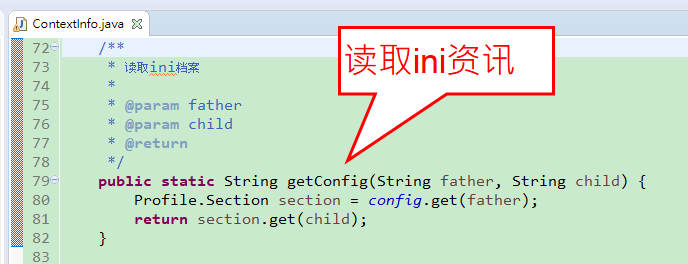 ContextInfo.java
读取ini资讯
72 /**
73 * 读取ini档案
74 *
75 * @param father
76 * @param child
77 * @return
78 */
79 public static String getConfig(String father, String child) {
80 Profile.Section section = config.get(father);
81 return section.get(child);
82 }
83